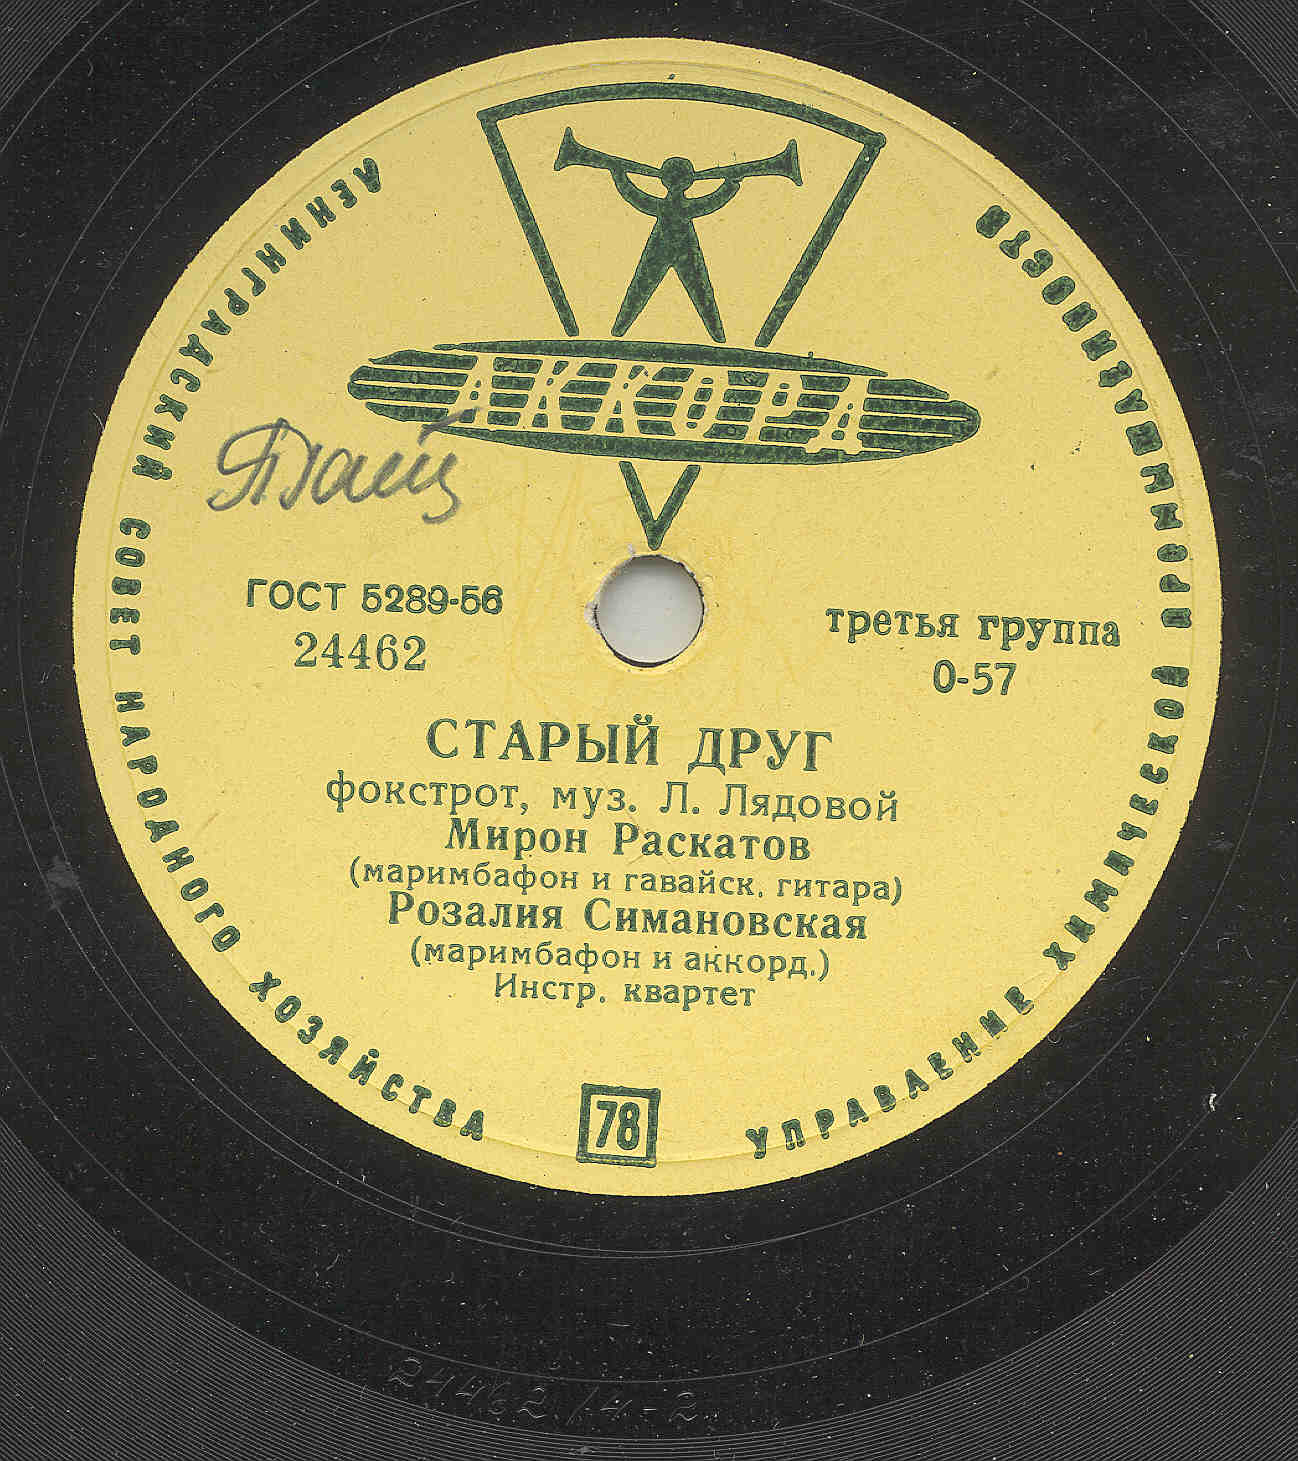 АККОРД
ЛЕНИНГРАДСКИЙ СОВЕТ НАРОДНОГО ХОЗЯЙСТВА
УПРАВЛЕНИЕ ХИМИЧЕСКОЙ ПРОМЫШЛЕННОСТИ
ГОСТ 5289-56
24462
третья группа
0-57
СТАРЫЙ ДРУГ
фокстрот, муз. Л. Лядовой
Мирон Раскатов
(маримбафон и гавайск. гитара)
Розалия Симановская
(маримбафон и аккорд.)
Инстр. квартет
78
24462/4-2